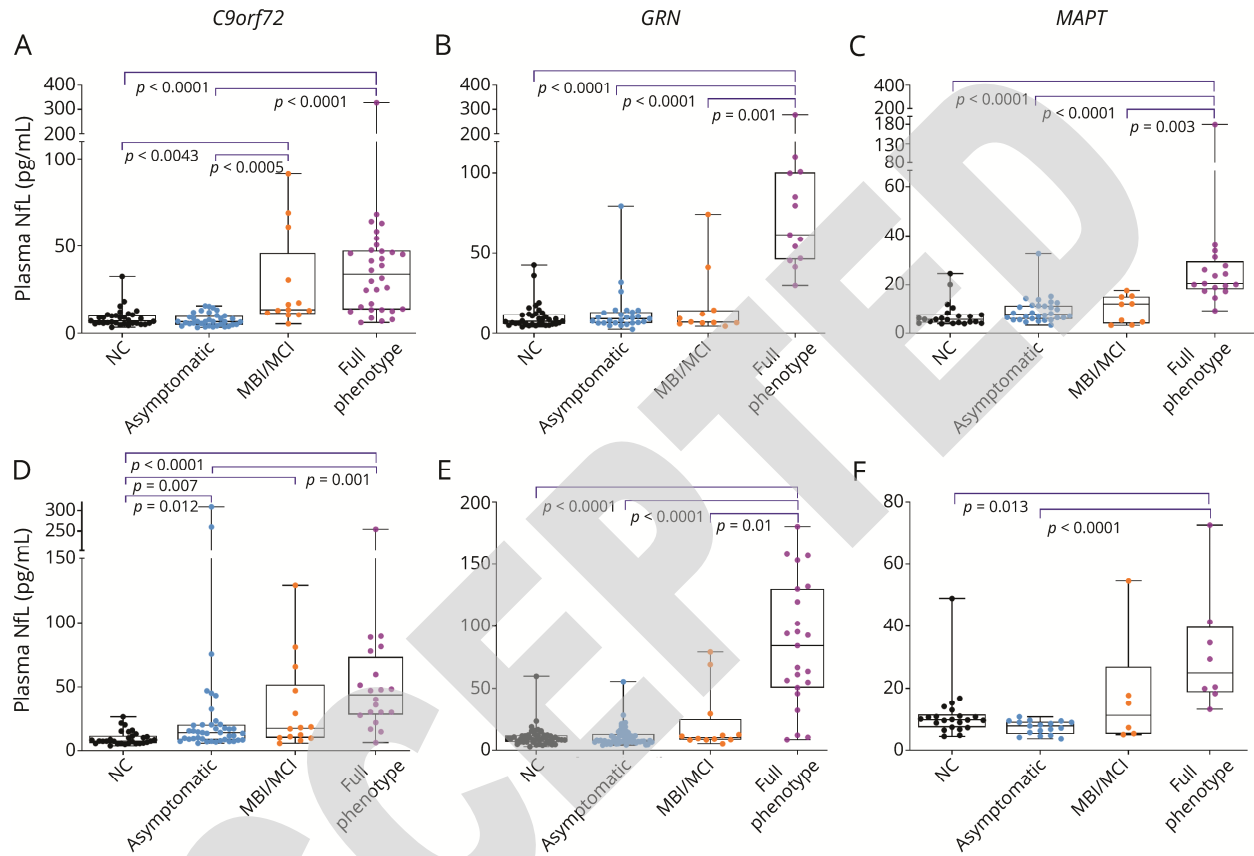 C9orf72
GRN
MAPT
A
B
C
Plasma NfL (pg/mL)
400
300
200
100
50
0
p < 0.0001
p < 0.0001
p < 0.0043
p < 0.0005
NC
Asymptomatic
MBI/MCI
Full
phenotype
400
300
200
100
50
0
p < 0.0001
p < 0.0001
p = 0.001
NC
Asymptomatic
MBI/MCI
Full
phenotype
400
200
180
130
80
60
40
20
0
p < 0.0001
p < 0.0001
p = 0.003
NC
Asymptomatic
MBI/MCI
Full
phenotype
D
E
F
Plasma NfL (pg/mL)
300
250
150
100
50
0
p < 0.0001
p = 0.001
p = 0.007
p = 0.012
NC
Asymptomatic
MBI/MCI
Full
phenotype
200
150
100
50
0
p < 0.0001
p < 0.0001
p = 0.01
NC
Asymptomatic
MBI/MCI
Full
phenotype
80
60
40
20
0
p = 0.013
p < 0.0001
NC
Asymptomatic
MBI/MCI
Full
phenotype
CCEPTED